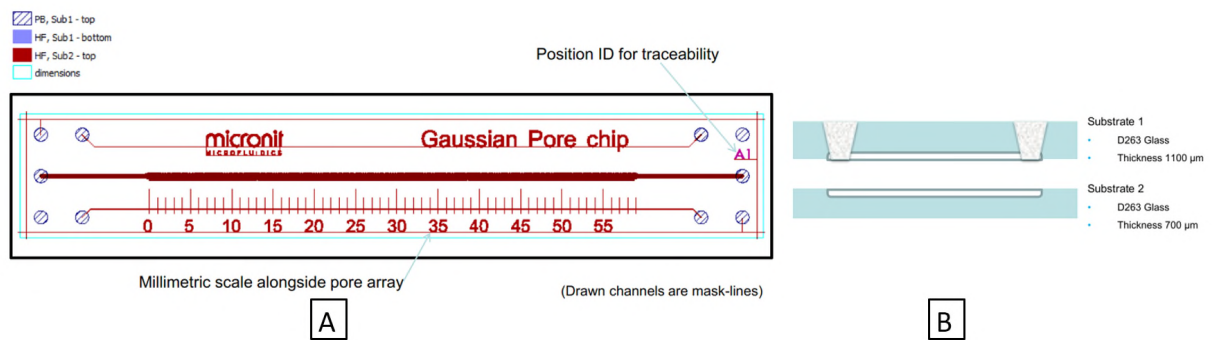 PB, Sub1 - top
HF, Sub1 - bottom
HF, Sub2 - top
dimensions
Position ID for traceability
micronit
MICROFLUIDICS
Gaussian Pore chip
A1
0 5 10 15 20 25 30 35 40 45 50 55
Millimetric scale alongside pore array
(Drawn channels are mask-lines)
A
Substrate 1
• D263 Glass
• Thickness 1100 µm
Substrate 2
• D263 Glass
• Thickness 700 µm
B